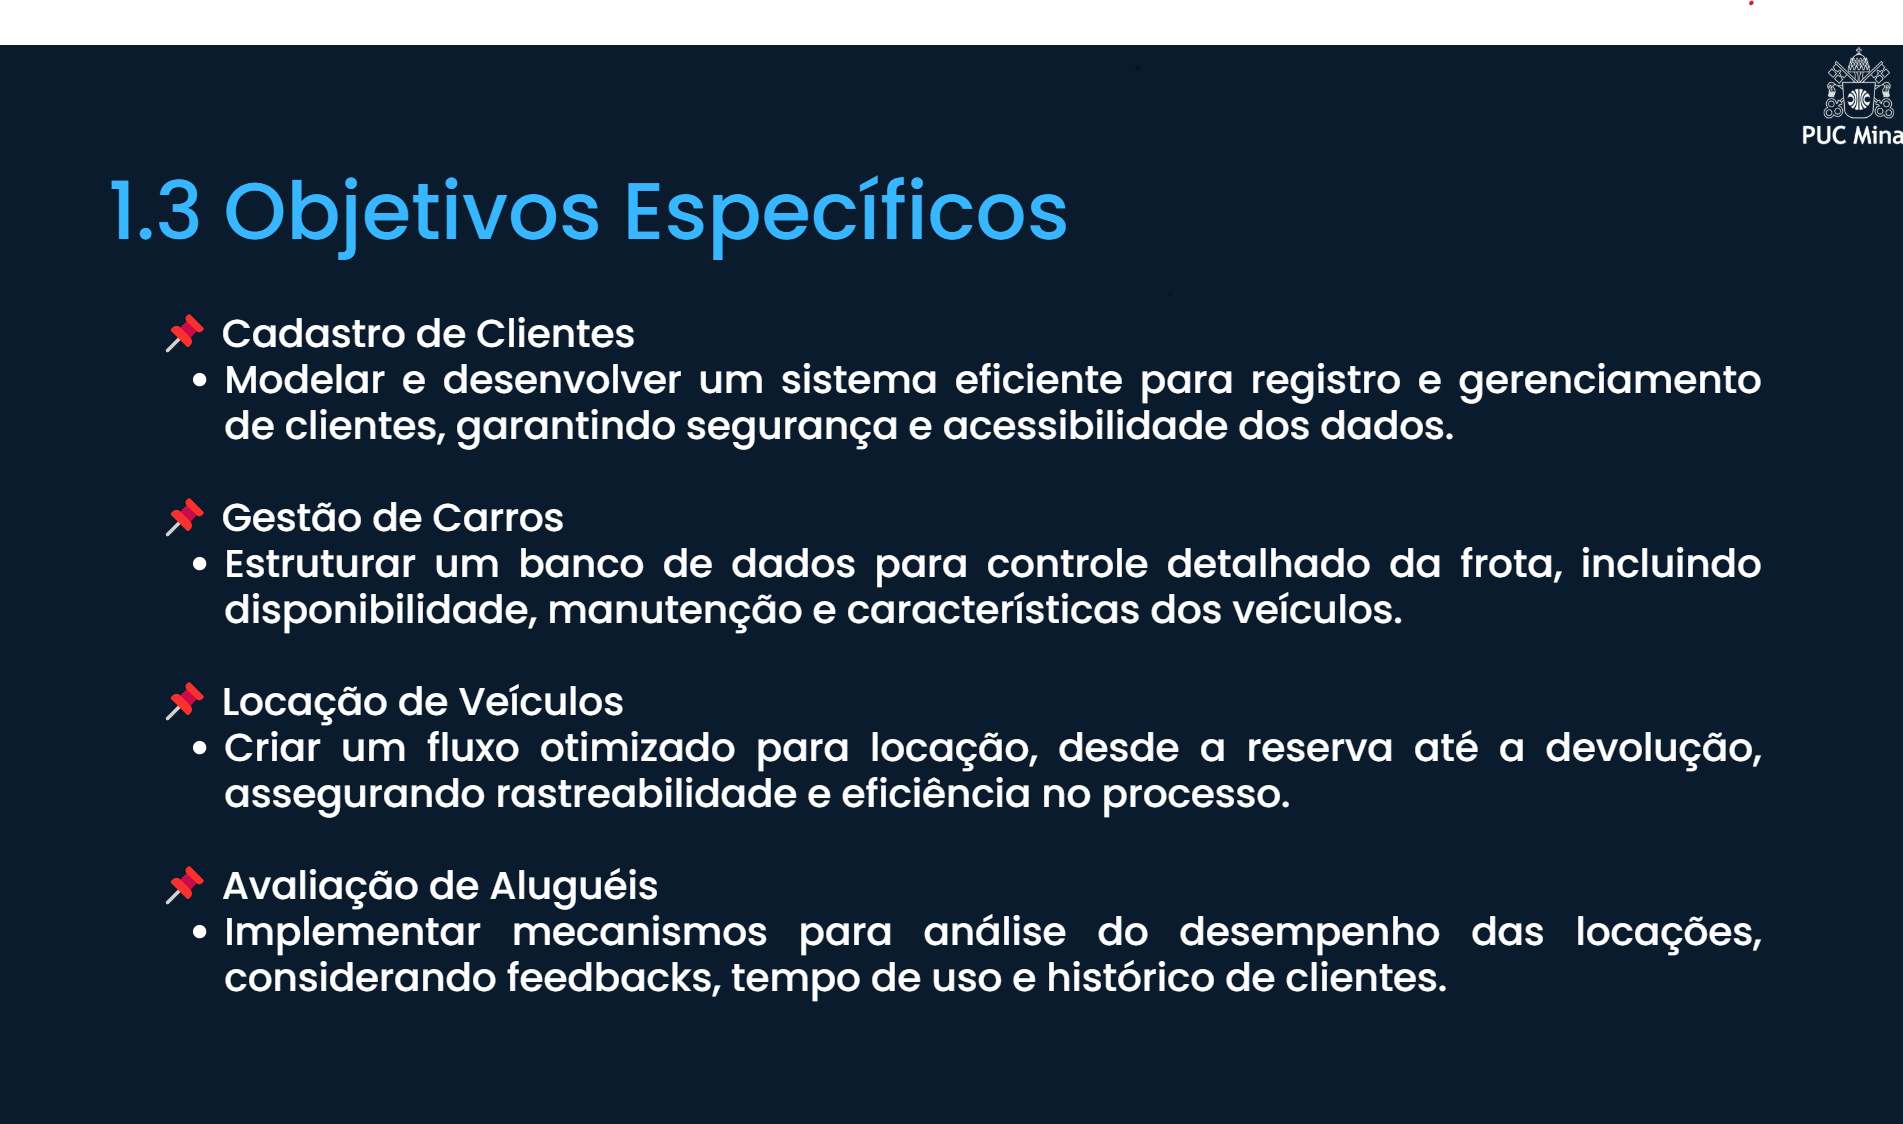 PUC Mina
1.3 Objetivos Específicos
📌 Cadastro de Clientes
• Modelar e desenvolver um sistema eficiente para registro e gerenciamento
de clientes, garantindo segurança e acessibilidade dos dados.
📌 Gestão de Carros
• Estruturar um banco de dados para controle detalhado da frota, incluindo
disponibilidade, manutenção e características dos veículos.
📌 Locação de Veículos
• Criar um fluxo otimizado para locação, desde a reserva até a devolução,
assegurando rastreabilidade e eficiência no processo.
📌 Avaliação de Aluguéis
• Implementar mecanismos para análise do desempenho das locações,
considerando feedbacks, tempo de uso e histórico de clientes.